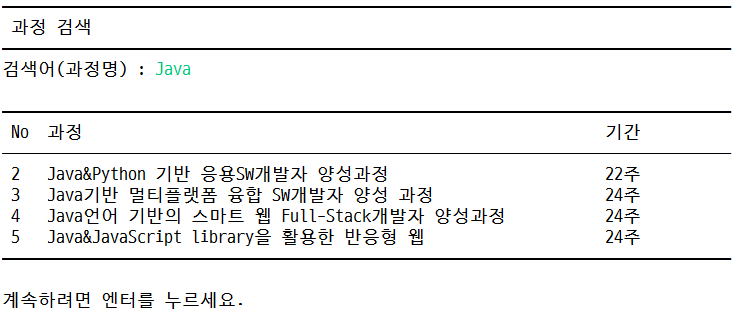 과정 검색
검색어(과정명) : Java
No 과정 기간
2 Java&Python 기반 응용SW개발자 양성과정 22주
3 Java기반 멀티플랫폼 융합 SW개발자 양성 과정 24주
4 Java언어 기반의 스마트 웹 Full-Stack개발자 양성과정 24주
5 Java&JavaScript library을 활용한 반응형 웹 24주
계속하려면 엔터를 누르세요.